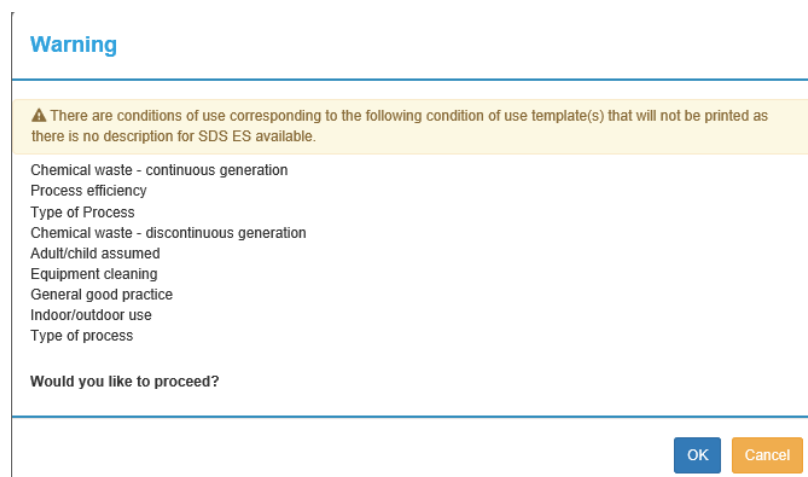 Warning
There are conditions of use corresponding to the following condition of use template(s) that will not be printed as
there is no description for SDS ES available.
Chemical waste - continuous generation
Process efficiency
Type of Process
Chemical waste - discontinuous generation
Adult/child assumed
Equipment cleaning
General good practice
Indoor/outdoor use
Type of process
Would you like to proceed?
OK Cancel